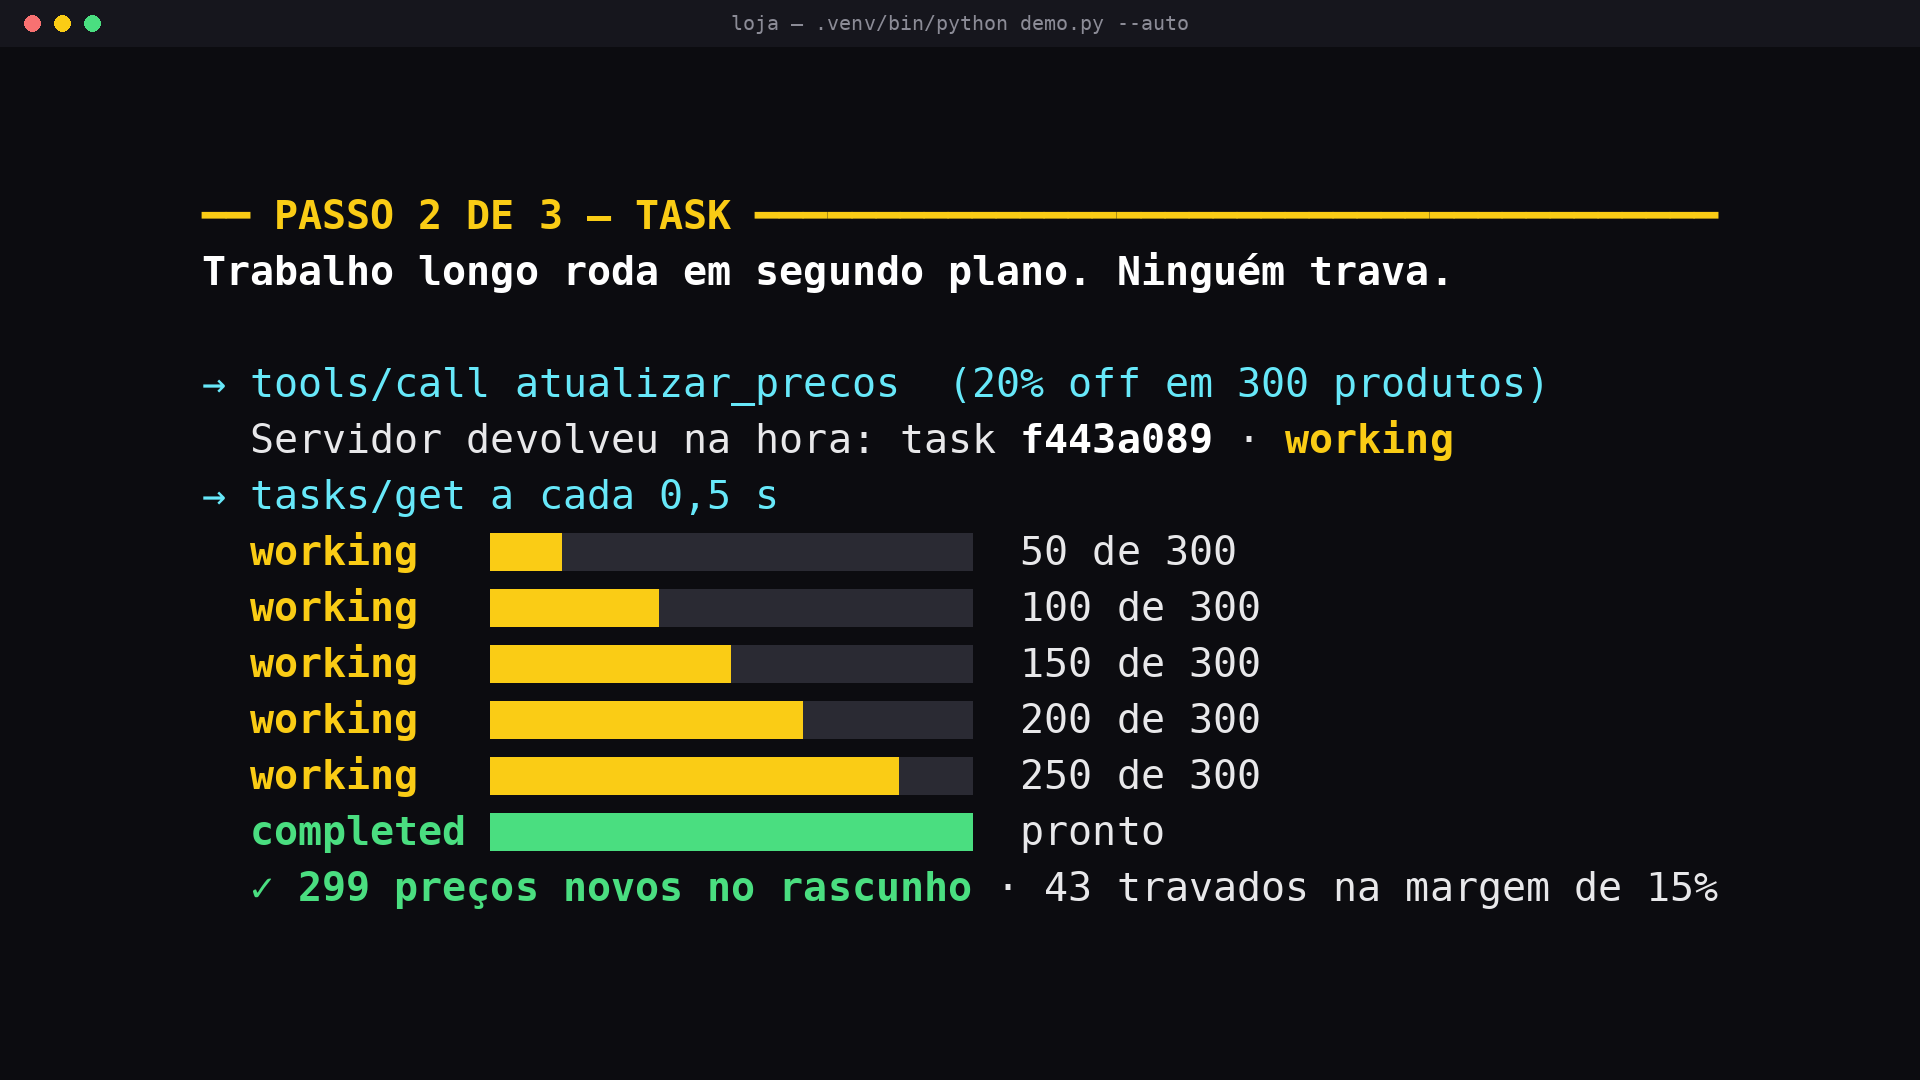 loja — .venv/bin/python demo.py --auto
━━ PASSO 2 DE 3 — TASK ━━━━━━━━━━━━━━━━━━━━━━━━━━━━━━━━━━━━━━━━
Trabalho longo roda em segundo plano. Ninguém trava.
→ tools/call atualizar_precos  (20% off em 300 produtos)
Servidor devolveu na hora: task f443a089 · working
→ tasks/get a cada 0,5 s
working 50 de 300
working 100 de 300
working 150 de 300
working 200 de 300
working 250 de 300
completed pronto
✓ 299 preços novos no rascunho · 43 travados na margem de 15%